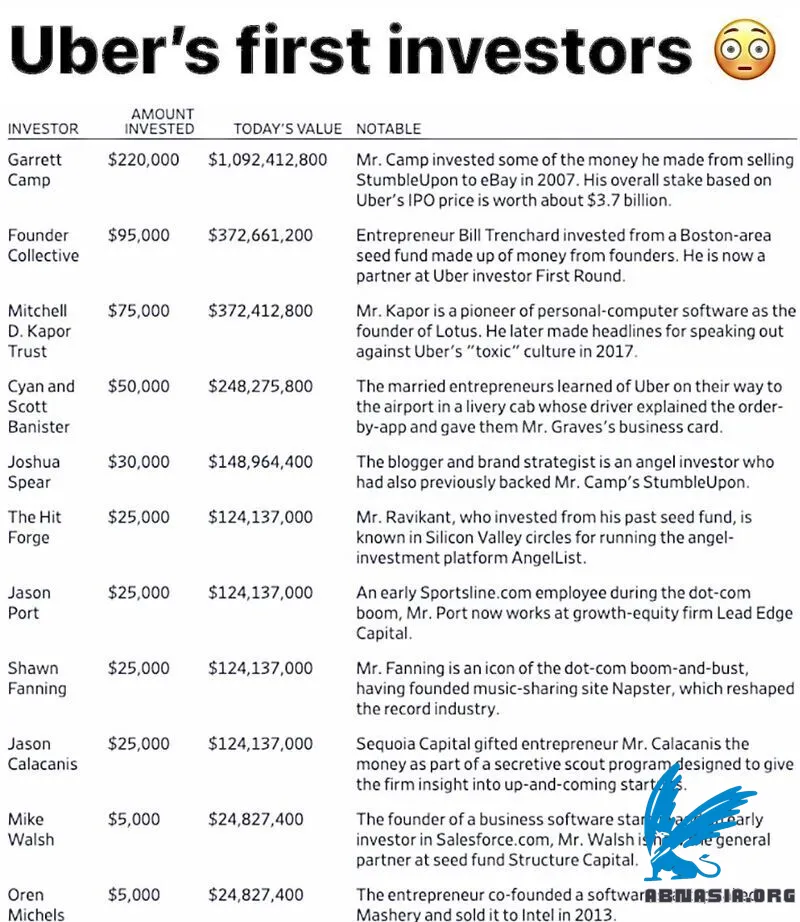 Uber's first investors
INVESTOR AMOUNT INVESTED TODAY'S VALUE NOTABLE
Garrett Camp $220,000 $1,092,412,800 Mr. Camp invested some of the money he made from selling
StumbleUpon to eBay in 2007. His overall stake based on
Uber's IPO price is worth about $3.7 billion.
Founder Collective $95,000 $372,661,200 Entrepreneur Bill Trenchard invested from a Boston-area
seed fund made up of money from founders. He is now a
partner at Uber investor First Round.
Mitchell D. Kapor Trust $75,000 $372,412,800 Mr. Kapor is a pioneer of personal-computer software as the
founder of Lotus. He later made headlines for speaking out
against Uber's "toxic" culture in 2017.
Cyan and Scott Banister $50,000 $248,275,800 The married entrepreneurs learned of Uber on their way to
the airport in a livery cab whose driver explained the order-
by-app and gave them Mr. Graves's business card.
Joshua Spear $30,000 $148,964,400 The blogger and brand strategist is an angel investor who
had also previously backed Mr. Camp's StumbleUpon.
The Hit Forge $25,000 $124,137,000 Mr. Ravikant, who invested from his past seed fund, is
known in Silicon Valley circles for running the angel-
investment platform AngelList.
Jason Port $25,000 $124,137,000 An early Sportsline.com employee during the dot-com
boom, Mr. Port now works at growth-equity firm Lead Edge
Capital.
Shawn Fanning $25,000 $124,137,000 Mr. Fanning is an icon of the dot-com boom-and-bust,
having founded music-sharing site Napster, which reshaped
the record industry.
Jason Calacanis $25,000 $124,137,000 Sequoia Capital gifted entrepreneur Mr. Calacanis the
money as part of a secretive scout program designed to give
the firm insight into up-and-coming
Mike Walsh $5,000 $24,827,400 The founder of a business software early
investor in Salesforce.com, Mr. Walsh is general
partner at seed fund Structure Capital.
Oren Michels $5,000 $24,827,400 The entrepreneur co-founded a
Mashery and sold it to Intel in 2013.
ABNASIA.ORG